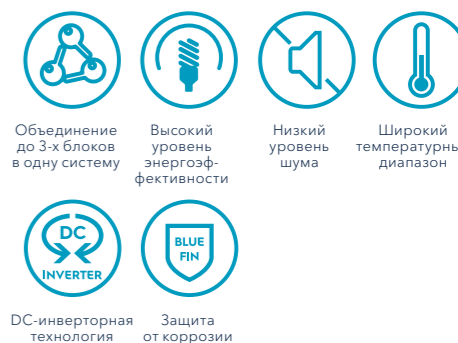 Объединение
до 3-х блоков
в одну систему
Высокий
уровень
энергоэф-
фективности
Низкий
уровень
шума
Широкий
температурны
диапазон
DC
INVERTER
DC-инверторная
технология
BLUE
FIN
Защита
от коррозии